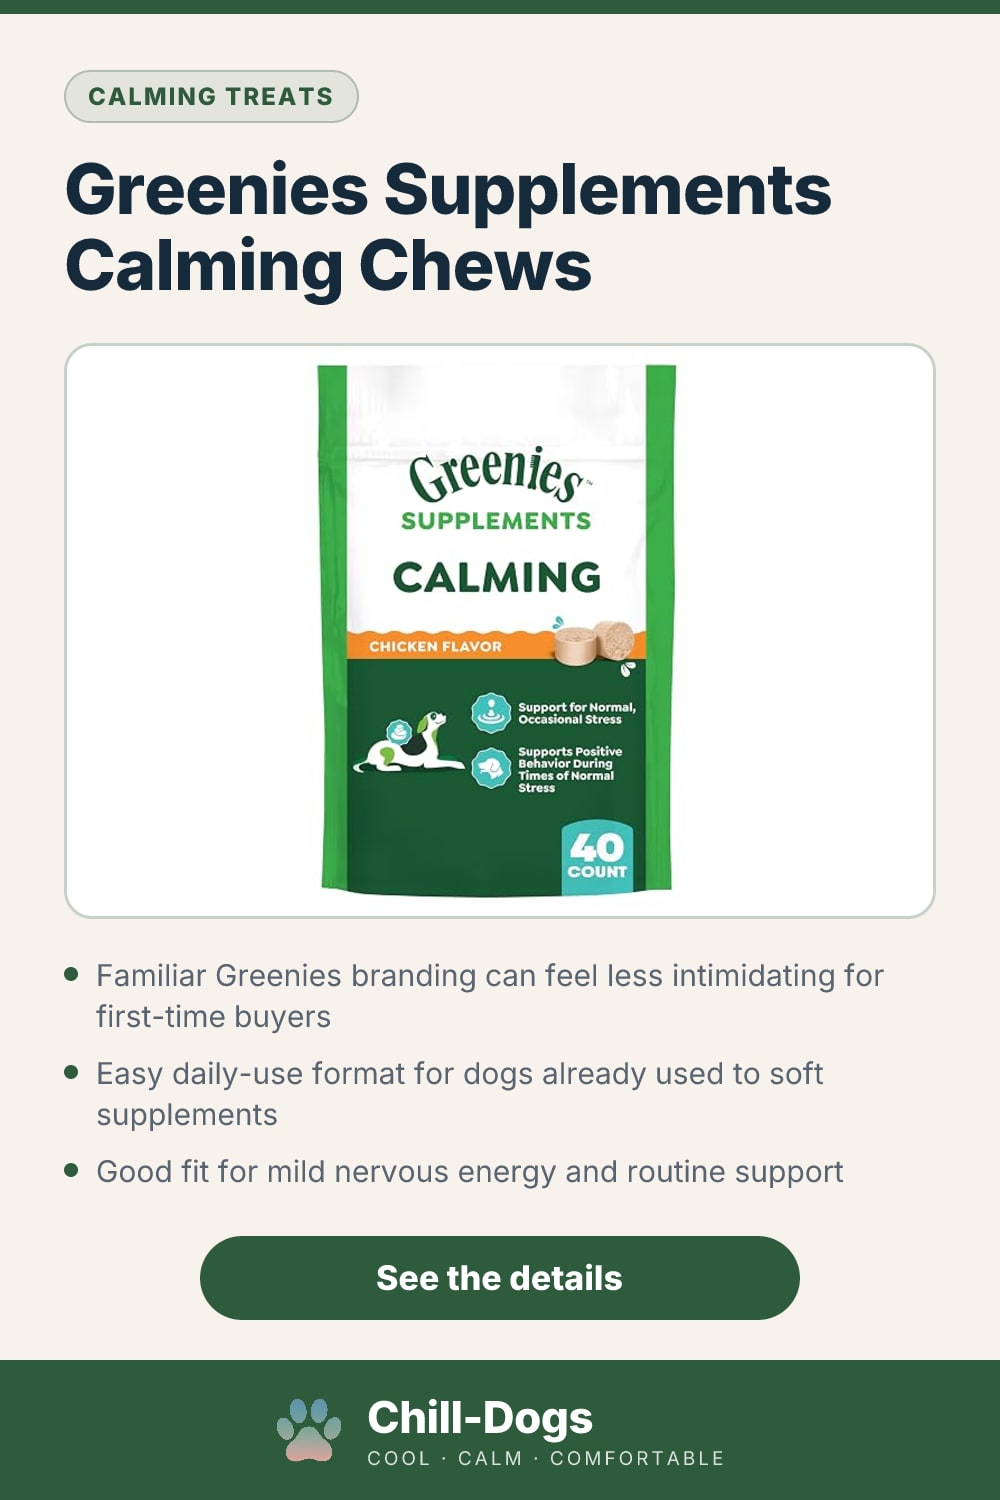 CALMING TREATS
Greenies Supplements
Calming Chews
Greenies™
SUPPLEMENTS
CALMING
CHICKEN FLAVOR
Support for Normal,
Occasional Stress
Supports Positive
Behavior During
Times of Normal
Stress
40
COUNT
Familiar Greenies branding can feel less intimidating for
first-time buyers
Easy daily-use format for dogs already used to soft
supplements
Good fit for mild nervous energy and routine support
See the details
Chill-Dogs
COOL · CALM · COMFORTABLE